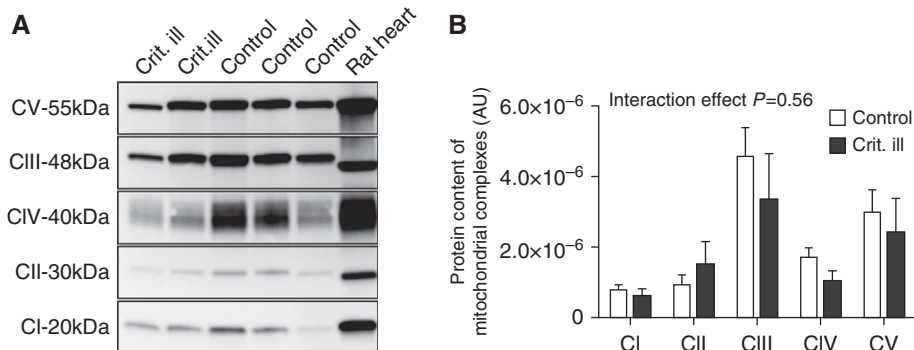 A
Crit. ill
Crit.ill
Control
Control
Control
Rat heart
CV-55kDa
CIII-48kDa
CIV-40kDa
CII-30kDa
CI-20kDa
B
Protein content of
mitochondrial complexes (AU)
Interaction effect P=0.56
Control
Crit. ill
6.0×10⁻⁶
4.0×10⁻⁶
2.0×10⁻⁶
0
CI
CII
CIII
CIV
CV